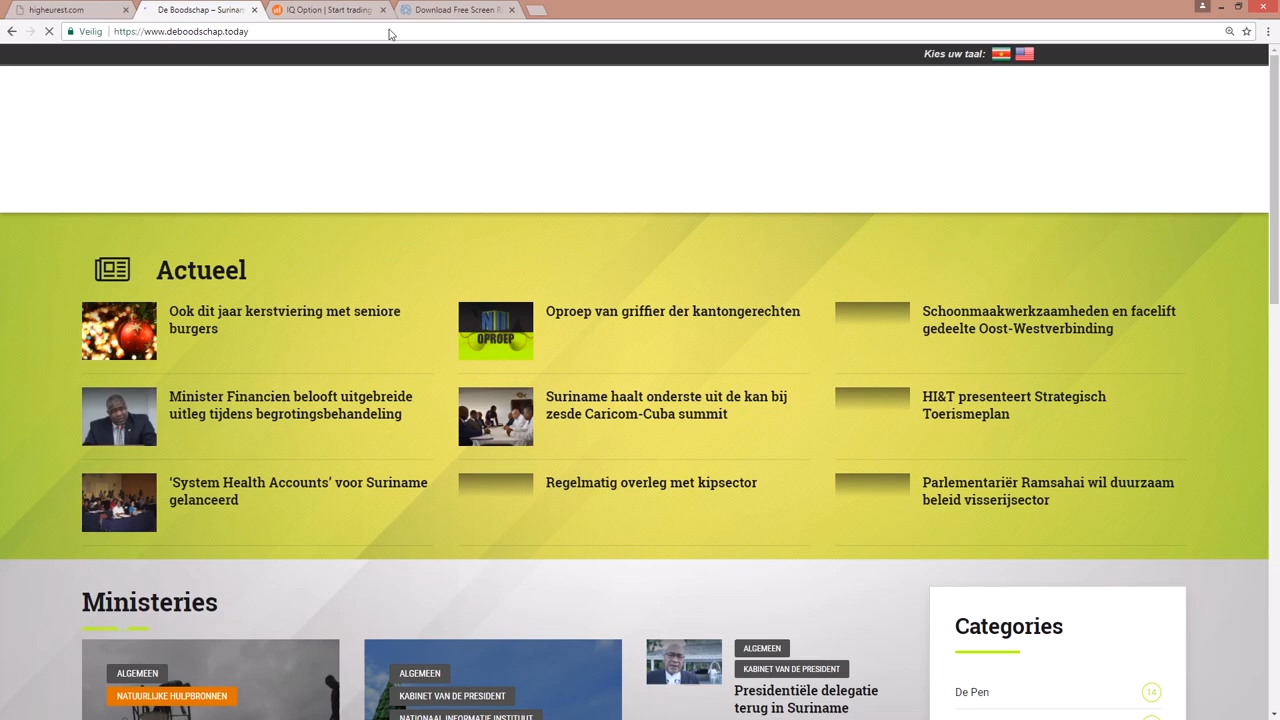 higheurest.com
De Boodschap – Surinam
IQ Option | Start trading
Download Free Screen R
Veilig
https://www.deboodschap.today
Kies uw taal:
Actueel
Ook dit jaar kerstviering met seniore
burgers
Oproep van griffier der kantongerechten
Schoonmaakwerkzaamheden en facelift
gedeelte Oost-Westverbinding
OPROEP
Minister Financien belooft uitgebreide
uitleg tijdens begrotingsbehandeling
Suriname haalt onderste uit de kan bij
zesde Caricom-Cuba summit
HI&T presenteert Strategisch
Toerismeplan
‘System Health Accounts’ voor Suriname
gelanceerd
Regelmatig overleg met kipsector
Parlementariër Ramsahai wil duurzaam
beleid visserijsector
Ministeries
ALGEMEEN
NATUURLIJKE HULPBRONNEN
ALGEMEEN
KABINET VAN DE PRESIDENT
NATIONAAL INFORMATIE INSTITUUT
ALGEMEEN
KABINET VAN DE PRESIDENT
Presidentiële delegatie
terug in Suriname
Categories
De Pen
14